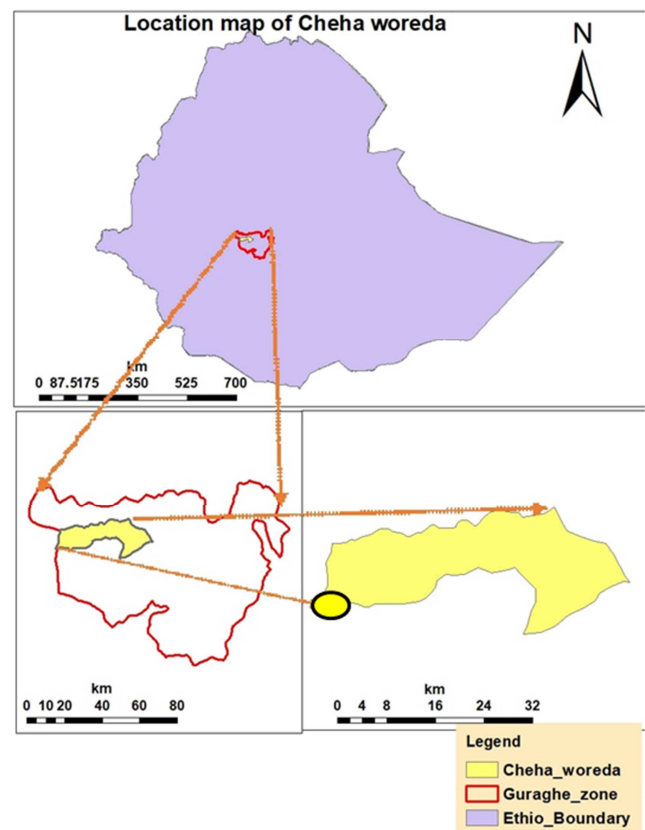 Location map of Cheha woreda
N
km
0 87.5175 350 525 700
km
0 10 20 40 60 80
km
0 4 8 16 24 32
Legend
Cheha_woreda
Guraghe_zone
Ethio_Boundary